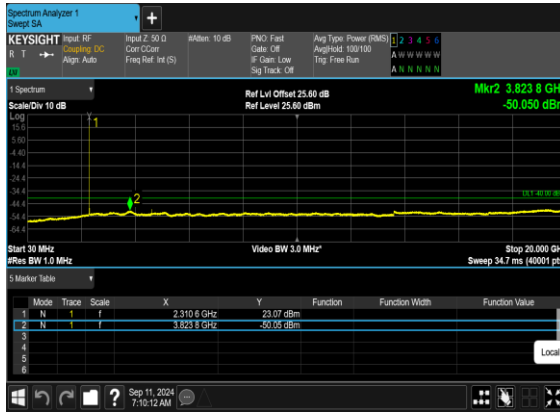 Spectrum Analyzer 1
Swept SA
+
KEYSIGHT Input: RF Input Z: 50 Ω #Atten: 10 dB PNO: Fast Avg Type: Power (RMS) 1 2 3 4 5 6
R T Coupling: DC Corr CCorr Gate: Off Avg|Hold: 100/100 A W W W W W
Align: Auto Freq Ref: Int (S) IF Gain: Low Trig: Free Run
Sig Track: Off A N N N N N
1 Spectrum
Ref Lvl Offset 25.60 dB Mkr2 3.823 8 GH
Scale/Div 10 dB Ref Level 25.60 dBm -50.050 dBm
Log
15.6
5.60
-4.40
-14.4
-24.4
-34.4
-44.4
-54.4
-64.4
1
2
Start 30 MHz Video BW 3.0 MHz* Stop 20.000 GH
#Res BW 1.0 MHz Sweep 34.7 ms (40001 pts
5 Marker Table
Mode Trace Scale X Y Function Function Width Function Value
1 N 1 f 2.310 6 GHz 23.07 dBm
2 N 1 f 3.823 8 GHz -50.05 dBm
3
4
5
6
Local
? Sep 11, 2024
7:10:12 AM